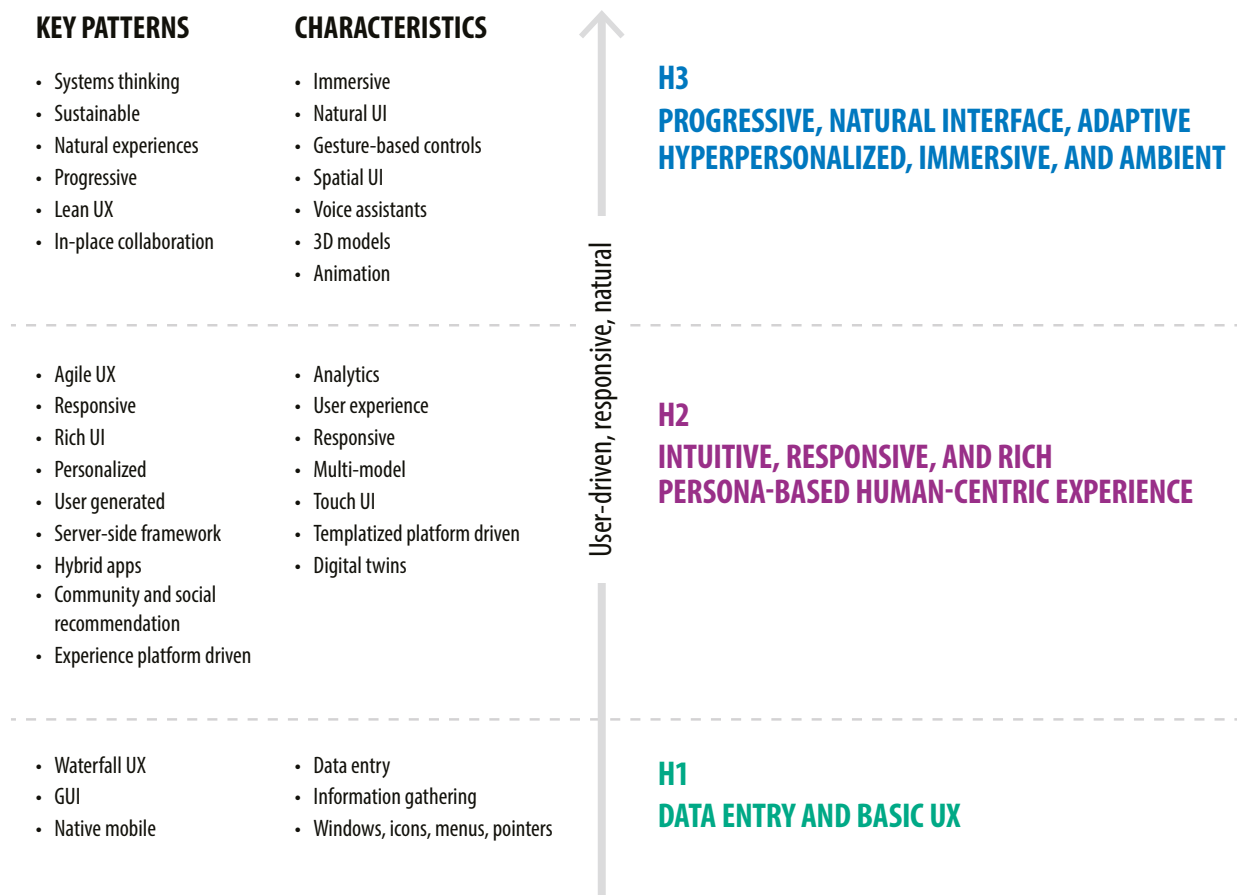 KEY PATTERNS
CHARACTERISTICS
• Systems thinking
• Sustainable
• Natural experiences
• Progressive
• Lean UX
• In-place collaboration
• Immersive
• Natural UI
• Gesture-based controls
• Spatial UI
• Voice assistants
• 3D models
• Animation
H3
PROGRESSIVE, NATURAL INTERFACE, ADAPTIVE
HYPERPERSONALIZED, IMMERSIVE, AND AMBIENT
User-driven, responsive, natural
• Agile UX
• Responsive
• Rich UI
• Personalized
• User generated
• Server-side framework
• Hybrid apps
• Community and social
recommendation
• Experience platform driven
• Analytics
• User experience
• Responsive
• Multi-model
• Touch UI
• Templatized platform driven
• Digital twins
H2
INTUITIVE, RESPONSIVE, AND RICH
PERSONA-BASED HUMAN-CENTRIC EXPERIENCE
• Waterfall UX
• GUI
• Native mobile
• Data entry
• Information gathering
• Windows, icons, menus, pointers
H1
DATA ENTRY AND BASIC UX